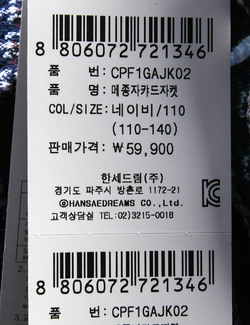 8 806072 721346
품 번: CPF1GAJK02
품 명: 메종자카드자켓
COL/SIZE: 네이비/110
(110-140)
판매가격: ₩59,900
한세드림(주)
경기도 파주시 방촌로 1172-21
ⓗHANSAEDREAMS CO.,Ltd.
고객상담실 TEL:02)3215-0018
8 806072 721346
품 번: CPF1GAJK02